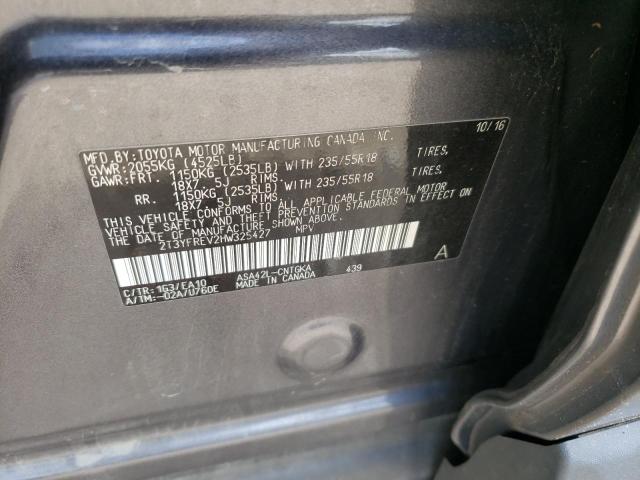 MFD. BY: TOYOTA MOTOR MANUFACTURING CANADA INC. 10/16
GVWR: 2055KG (4525LB)
GAWR: FRT. 1150KG (2535LB) WITH 235/55R18 TIRES.
18X7.5J RIMS.
RR. 1150KG (2535LB) WITH 235/55R18 TIRES.
18X7.5J RIMS.
THIS VEHICLE CONFORMS TO ALL APPLICABLE FEDERAL MOTOR
VEHICLE SAFETY AND THEFT PREVENTION STANDARDS IN EFFECT
ON THE DATE OF MANUFACTURE SHOWN ABOVE.
2T3YFREV2HW325427 MPV
A
C/TR: 1G3/EA10 ASA42L-CNTGKA 439
A/TM: -02A/U760E MADE IN CANADA